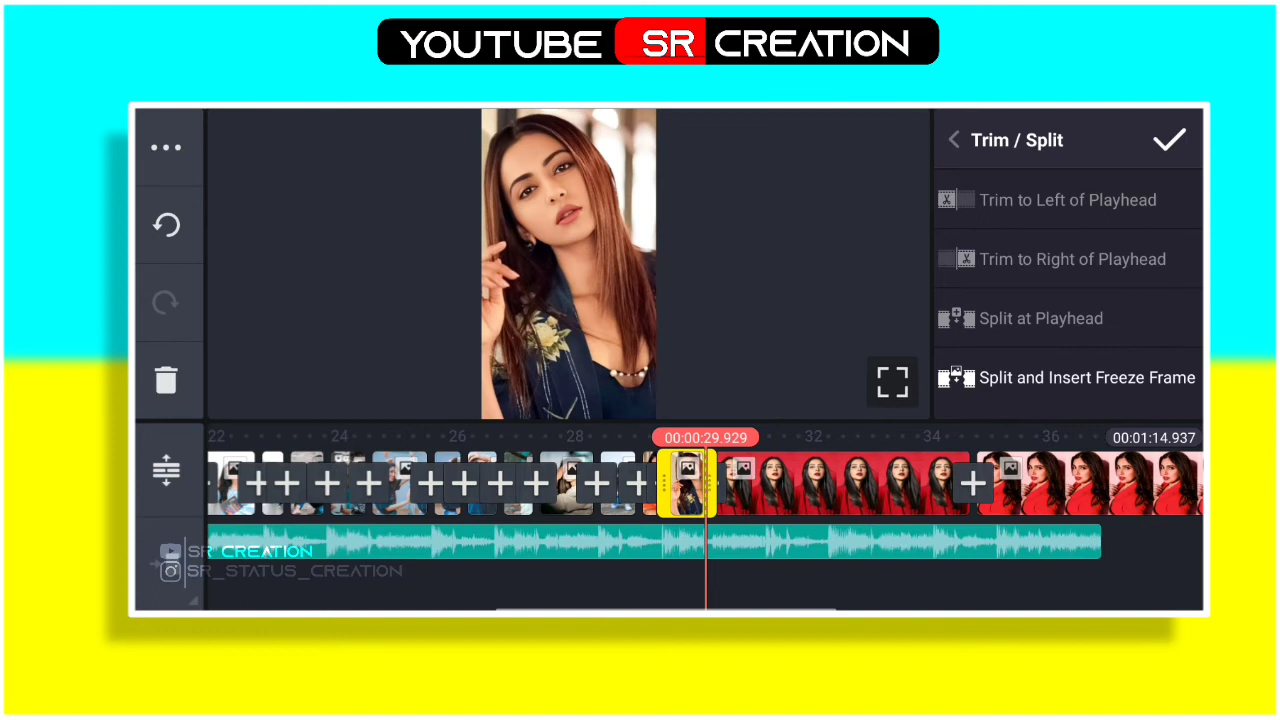 YOUTUBE SR CREATION
Trim / Split
Trim to Left of Playhead
Trim to Right of Playhead
Split at Playhead
Split and Insert Freeze Frame
22 24 26 28 00:00:29.929 32 34 36 00:01:14.937
SR CREATION
SR_STATUS_CREATION